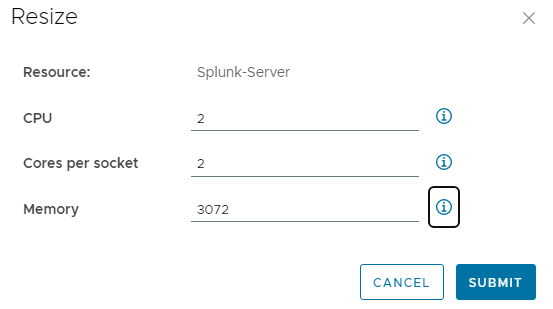 Resize
Resource: Splunk-Server
CPU 2
Cores per socket 2
Memory 3072
CANCEL SUBMIT